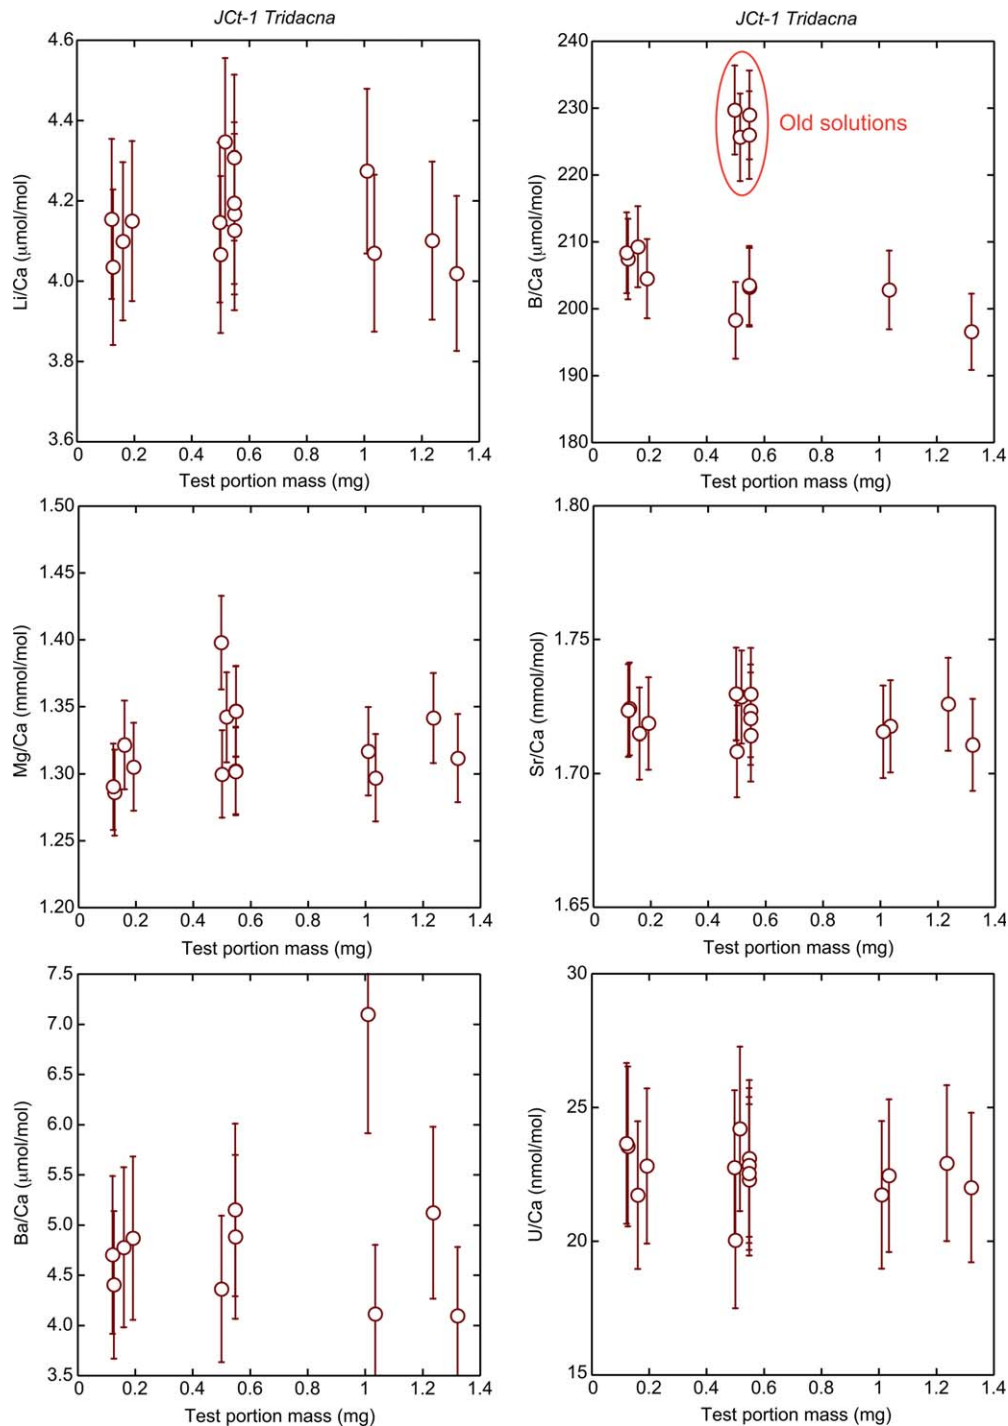 JCt-1 Tridacna
4.6
4.4
4.2
4.0
3.8
3.6
Li/Ca (μmol/mol)
0 0.2 0.4 0.6 0.8 1 1.2 1.4
Test portion mass (mg)
JCt-1 Tridacna
240
230
220
210
200
190
180
B/Ca (μmol/mol)
Old solutions
0 0.2 0.4 0.6 0.8 1 1.2 1.4
Test portion mass (mg)
1.50
1.45
1.40
1.35
1.30
1.25
1.20
Mg/Ca (mmol/mol)
0 0.2 0.4 0.6 0.8 1 1.2 1.4
Test portion mass (mg)
1.80
1.75
1.70
1.65
Sr/Ca (mmol/mol)
0 0.2 0.4 0.6 0.8 1 1.2 1.4
Test portion mass (mg)
7.5
7.0
6.5
6.0
5.5
5.0
4.5
4.0
3.5
Ba/Ca (μmol/mol)
0 0.2 0.4 0.6 0.8 1 1.2 1.4
Test portion mass (mg)
30
25
20
15
U/Ca (nmol/mol)
0 0.2 0.4 0.6 0.8 1 1.2 1.4
Test portion mass (mg)